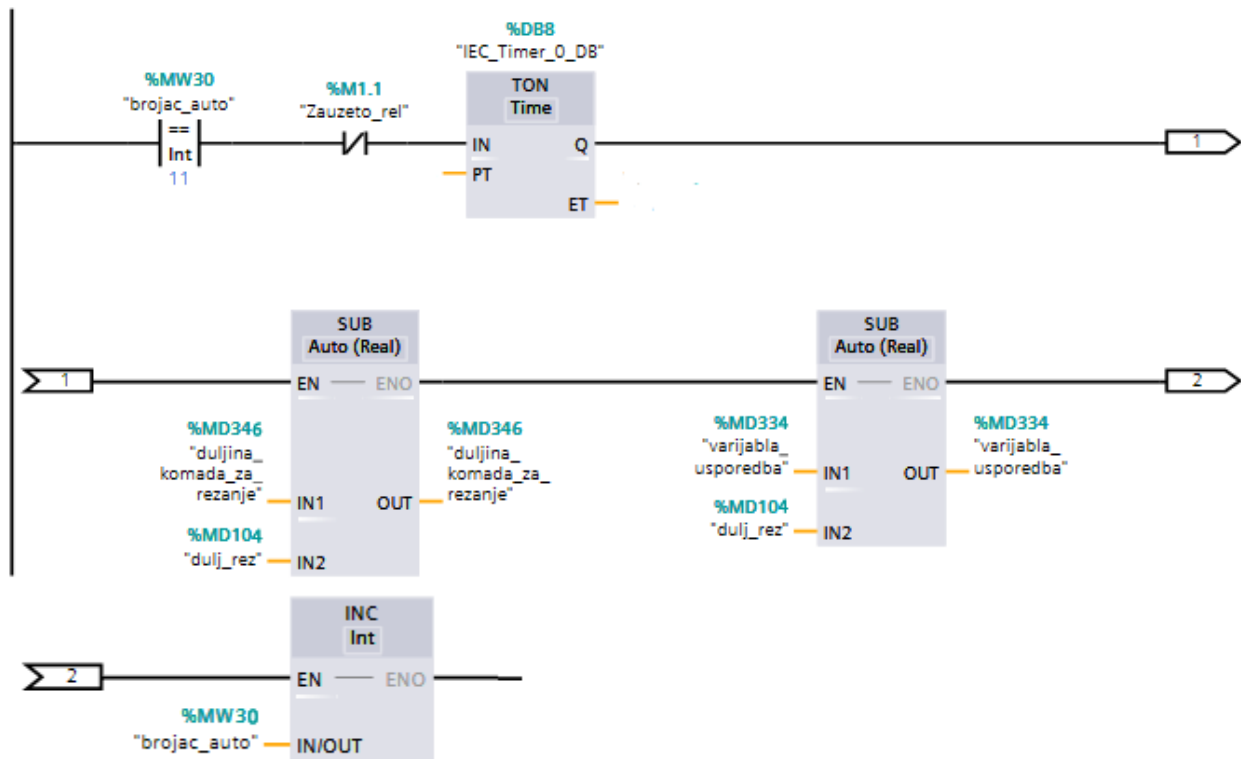 %DB8
"IEC_Timer_0_DB"
%MW30
"brojac_auto"
%M1.1
"Zauzeto_rel"
TON
Time
==
Int
11
IN
Q
PT
ET
1
SUB
Auto (Real)
SUB
Auto (Real)
1
EN
ENO
EN
ENO
2
%MD346
"duljina_
komada_za_
rezanje"
IN1
%MD346
"duljina_
komada_za_
rezanje"
OUT
%MD104
"dulj_rez"
IN2
%MD334
"varijabla_
usporedba"
IN1
%MD334
"varijabla_
usporedba"
OUT
%MD104
"dulj_rez"
IN2
INC
Int
2
EN
ENO
%MW30
"brojac_auto"
IN/OUT